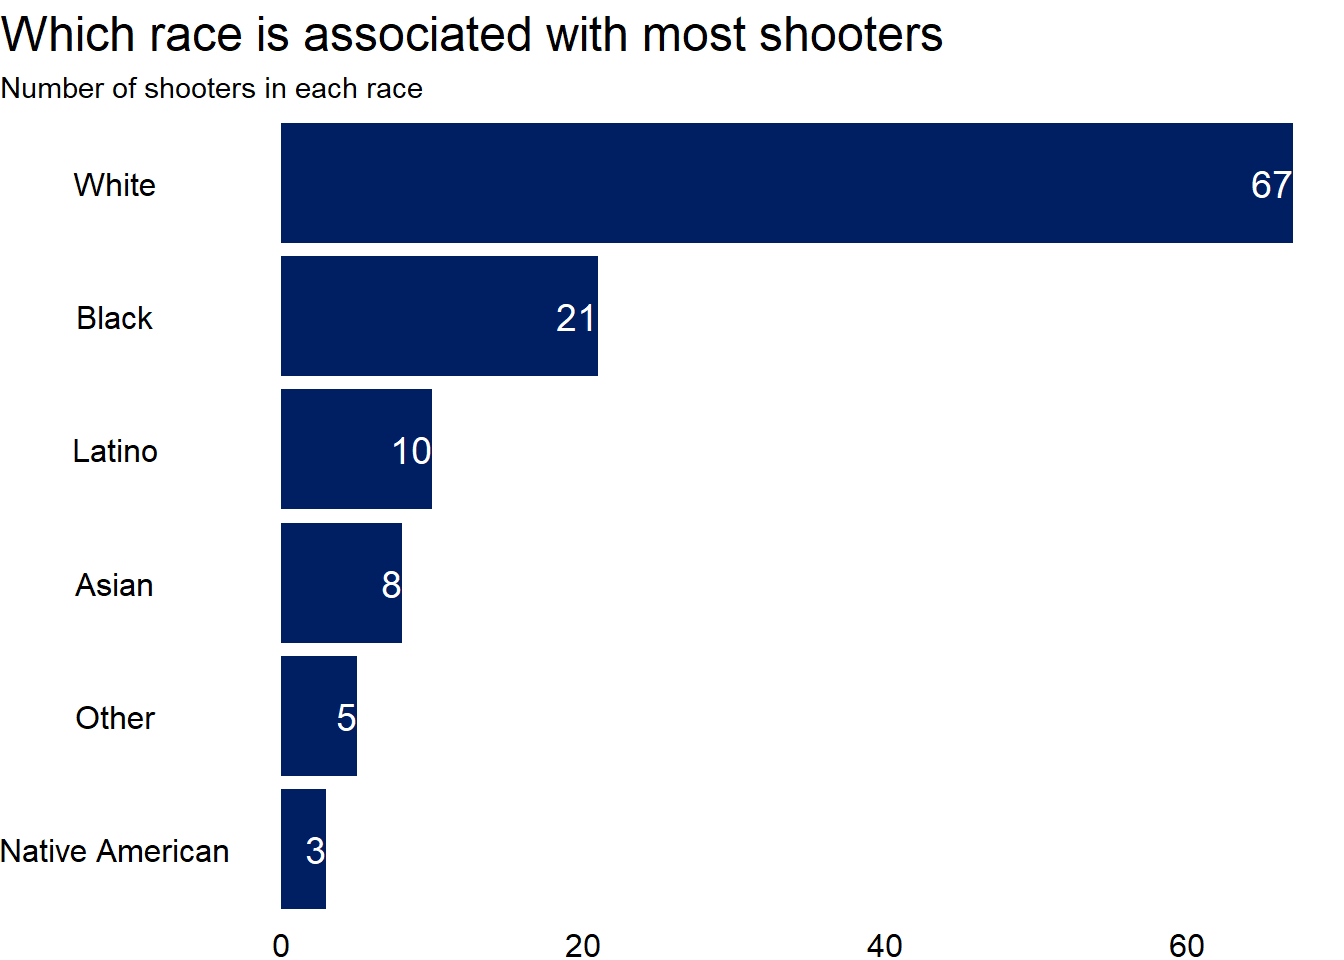 Which race is associated with most shooters
Number of shooters in each race
White 67
Black 21
Latino 10
Asian 8
Other 5
Native American 3
0 20 40 60